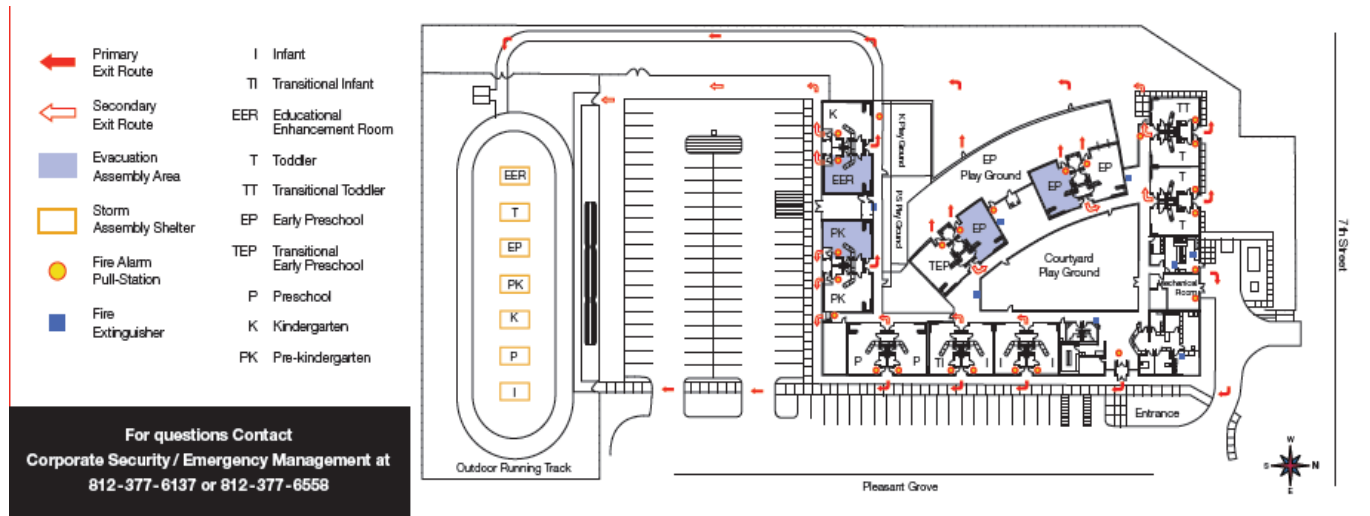 Primary
Exit Route
Secondary
Exit Route
Evacuation
Assembly Area
Storm
Assembly Shelter
Fire Alarm
Pull-Station
Fire
Extinguisher
I Infant
TI Transitional Infant
EER Educational
Enhancement Room
T Toddler
TT Transitional Toddler
EP Early Preschool
TEP Transitional
Early Preschool
P Preschool
K Kindergarten
PK Pre-kindergarten
For questions Contact
Corporate Security / Emergency Management at
812-377-6137 or 812-377-6558
EER
T
EP
PK
K
P
I
Outdoor Running Track
K
EER
PK
PK
K Play Ground
PS Play Ground
EP
Play Ground
EP
EP
EP
TEP
Courtyard
Play Ground
TT
T
T
T
Mechanical
Room
P
P
TI
I
I
I
Entrance
Pleasant Grove
7th Street
W
S
N
E